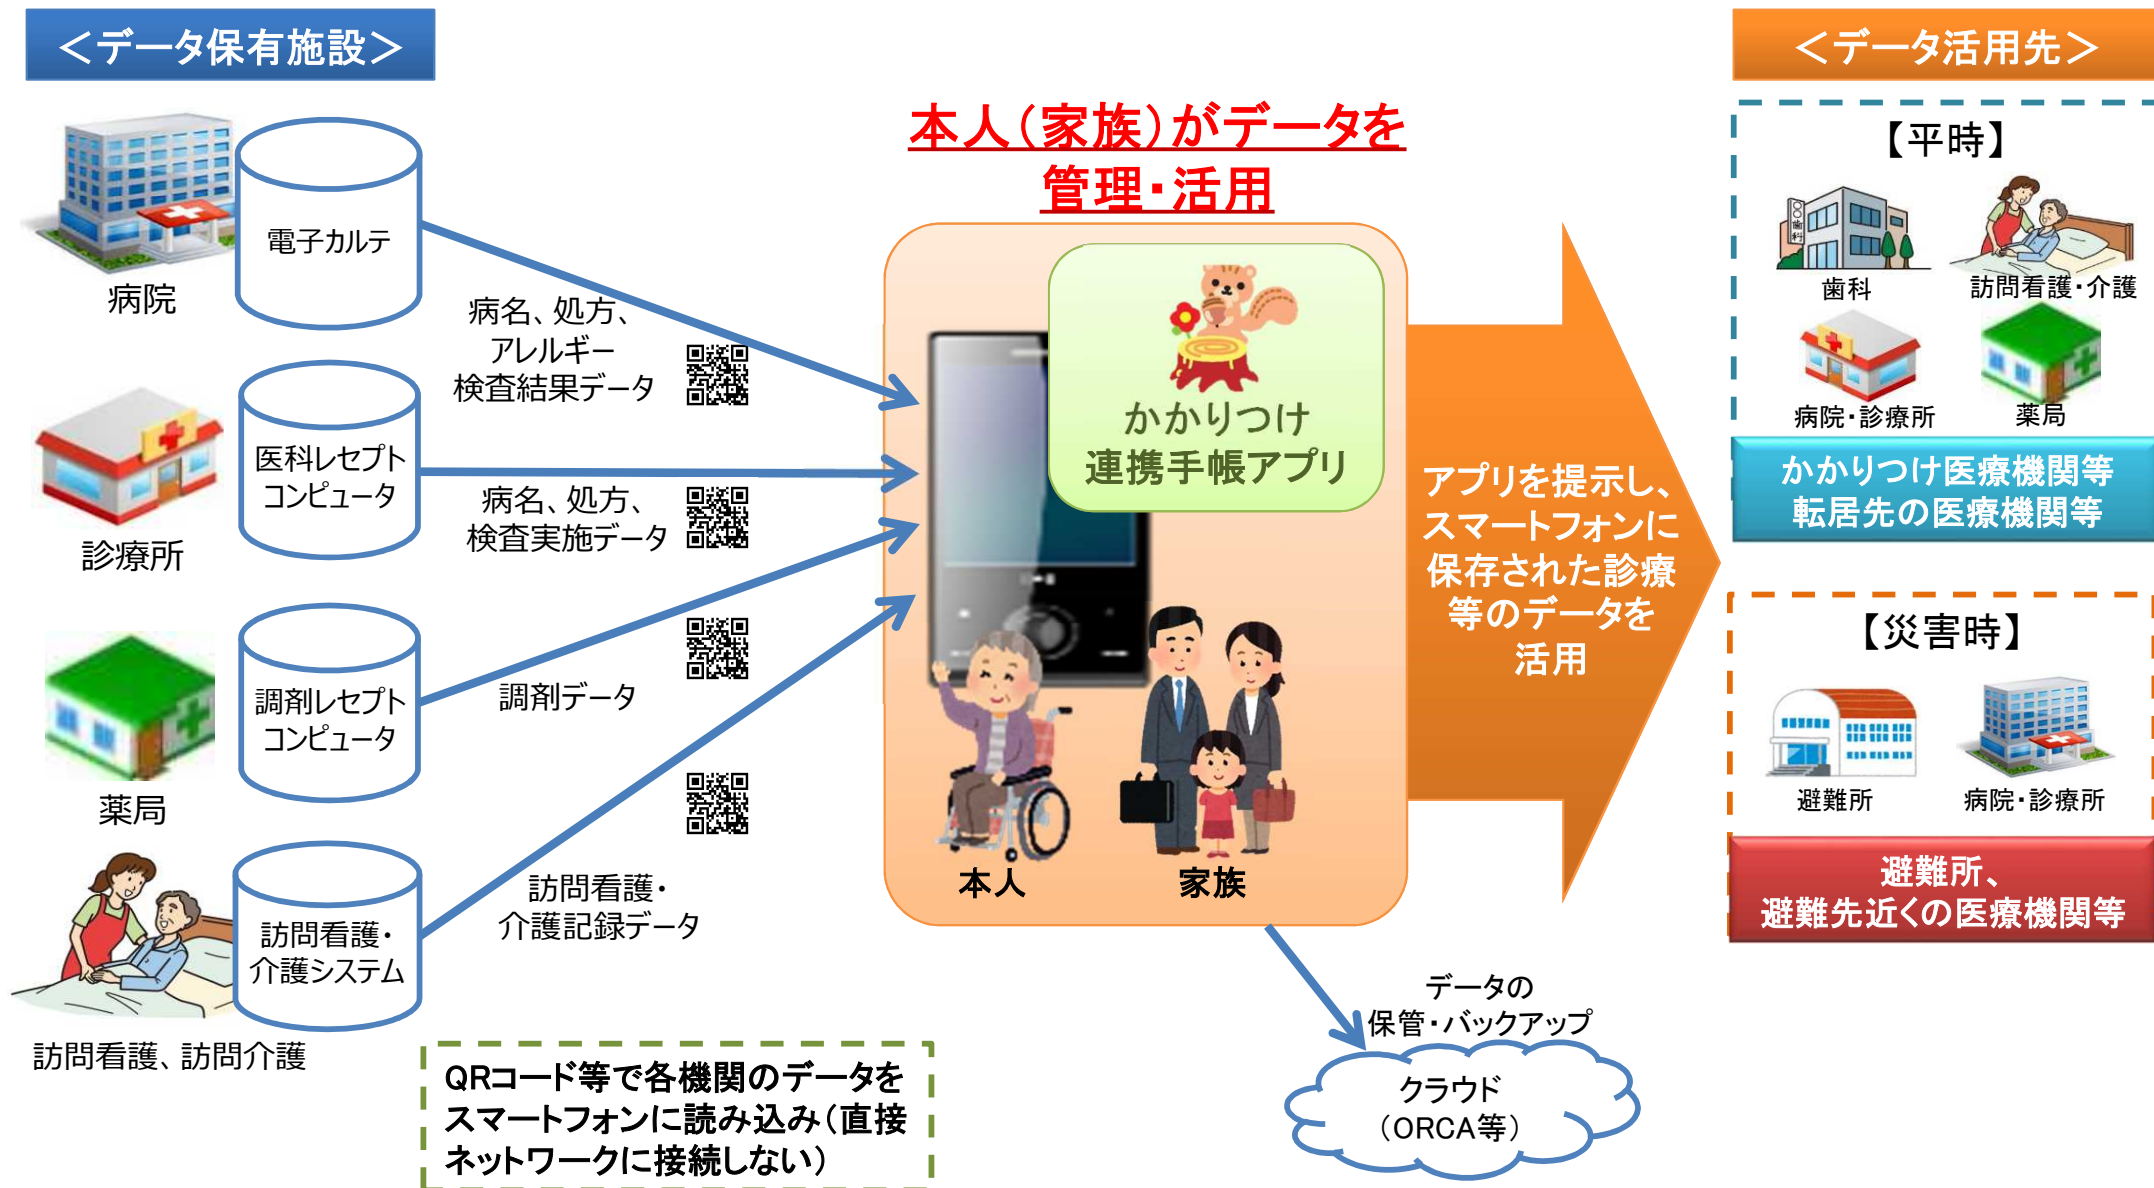 ＜データ保有施設＞
病院
電子カルテ
病名、処方、
アレルギー
検査結果データ
診療所
医科レセプト
コンピュータ
病名、処方、
検査実施データ
薬局
調剤レセプト
コンピュータ
調剤データ
訪問看護、訪問介護
訪問看護・
介護システム
訪問看護・
介護記録データ
QRコード等で各機関のデータを
スマートフォンに読み込み（直接
ネットワークに接続しない）
本人（家族）がデータを
管理・活用
かかりつけ
連携手帳アプリ
本人
家族
データの
保管・バックアップ
クラウド
（ORCA等）
アプリを提示し、
スマートフォンに
保存された診療
等のデータを
活用
＜データ活用先＞
【平時】
〇〇歯科
歯科
訪問看護・介護
病院・診療所
薬局
かかりつけ医療機関等
転居先の医療機関等
【災害時】
避難所
病院・診療所
避難所、
避難先近くの医療機関等